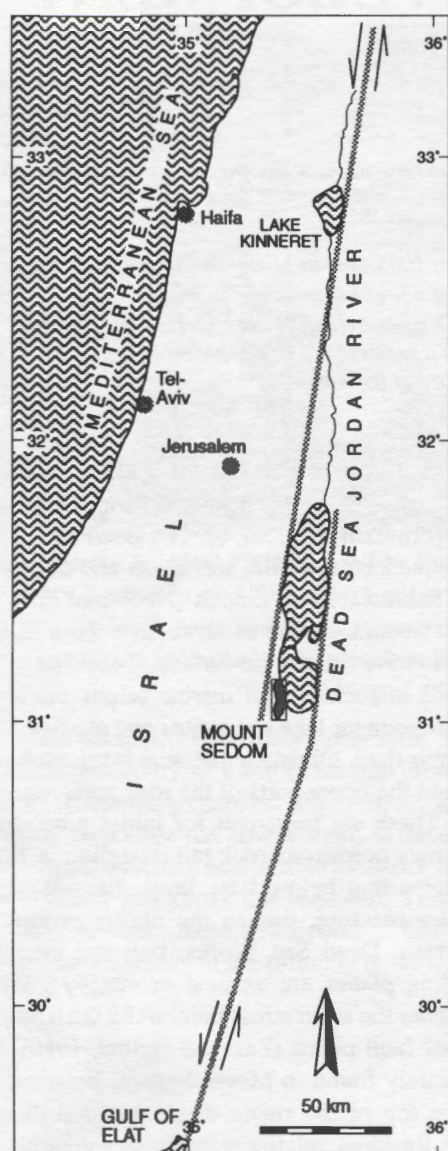 35°
36°
33°
33°
MEDITERRANEAN SEA
Haifa
LAKE
KINNERET
JORDAN RIVER
Tel-
Aviv
32°
Jerusalem
ISRAEL
DEAD SEA
31°
31°
MOUNT
SEDOM
30°
30°
GULF OF
ELAT
50 km
35°
36°